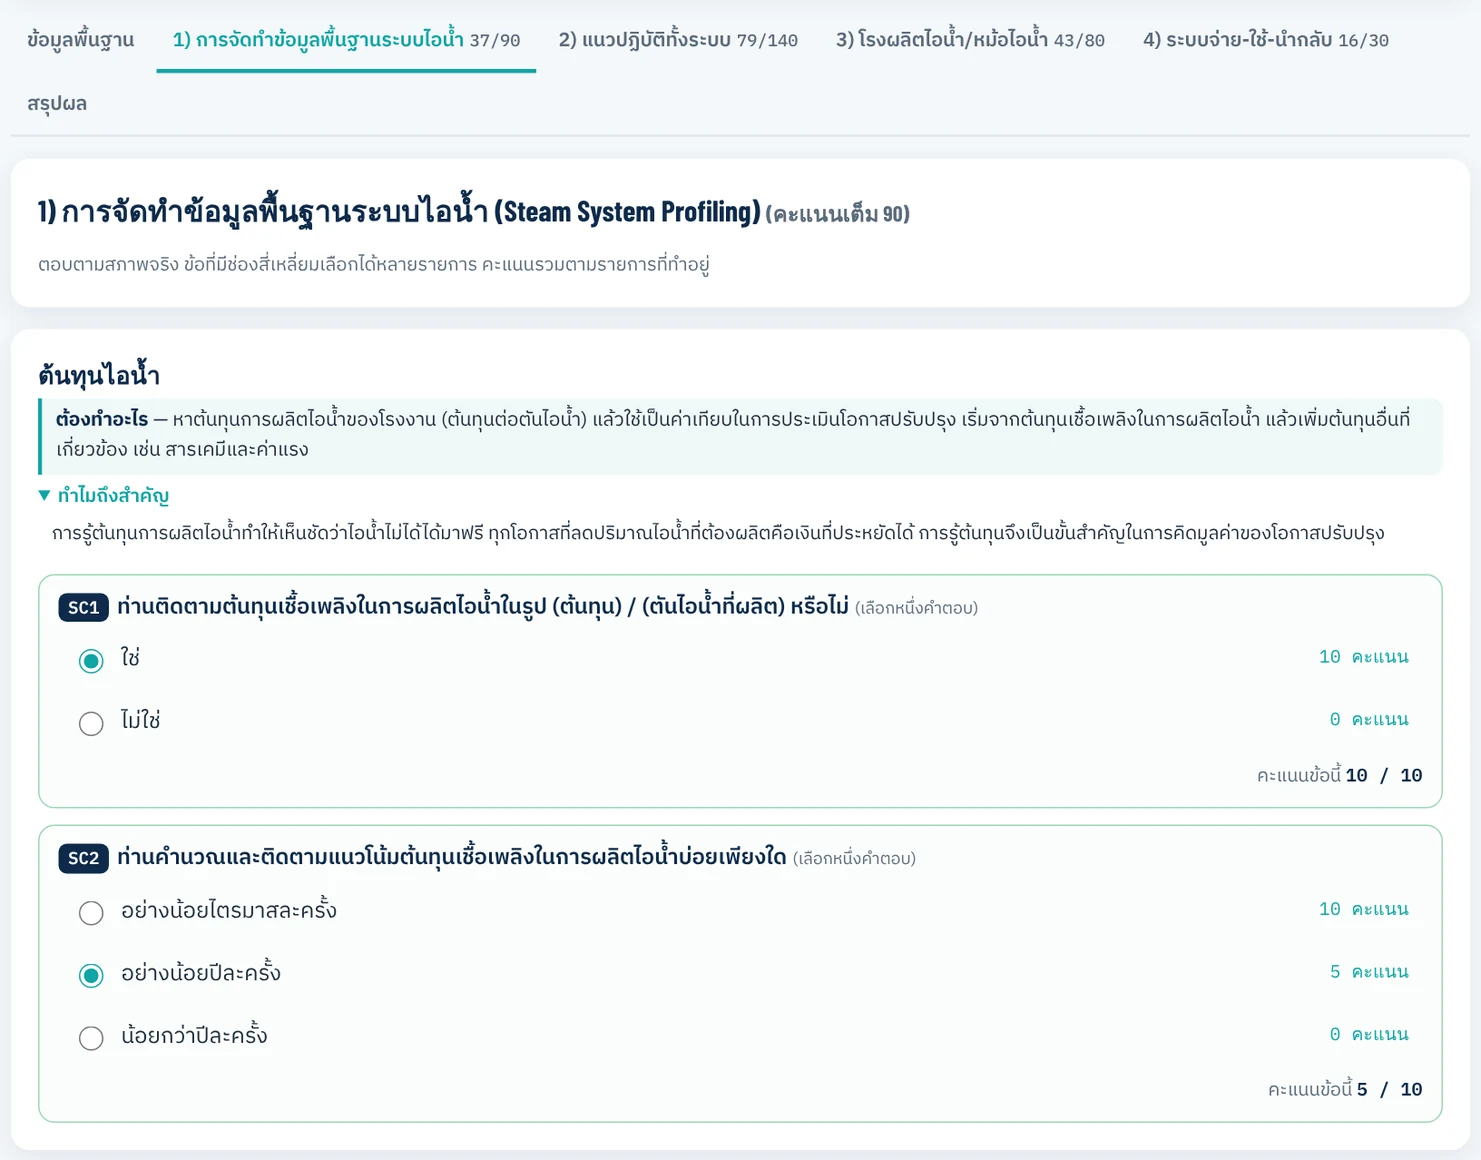 ข้อมูลพื้นฐาน 1) การจัดทำข้อมูลพื้นฐานระบบไอน้ำ 37/90 2) แนวปฏิบัติทั้งระบบ 79/140 3) โรงผลิตไอน้ำ/หม้อไอน้ำ 43/80 4) ระบบจ่าย-ใช้-นำกลับ 16/30
สรุปผล
1) การจัดทำข้อมูลพื้นฐานระบบไอน้ำ (Steam System Profiling) (คะแนนเต็ม 90)
ตอบตามสภาพจริง ข้อที่มีช่องสี่เหลี่ยมเลือกได้หลายรายการ คะแนนรวมตามรายการที่ทำอยู่
ต้นทุนไอน้ำ
ต้องทำอะไร — หาต้นทุนการผลิตไอน้ำของโรงงาน (ต้นทุนต่อตันไอน้ำ) แล้วใช้เป็นค่าเทียบในการประเมินโอกาสปรับปรุง เริ่มจากต้นทุนเชื้อเพลิงในการผลิตไอน้ำ แล้วเพิ่มต้นทุนอื่นที่
เกี่ยวข้อง เช่น สารเคมีและค่าแรง
▼ ทำไมถึงสำคัญ
การรู้ต้นทุนการผลิตไอน้ำทำให้เห็นชัดว่าไอน้ำไม่ได้ได้มาฟรี ทุกโอกาสที่ลดปริมาณไอน้ำที่ต้องผลิตคือเงินที่ประหยัดได้ การรู้ต้นทุนจึงเป็นขั้นสำคัญในการคิดมูลค่าของโอกาสปรับปรุง
SC1 ท่านติดตามต้นทุนเชื้อเพลิงในการผลิตไอน้ำในรูป (ต้นทุน) / (ตันไอน้ำที่ผลิต) หรือไม่ (เลือกหนึ่งคำตอบ)
ใช่ 10 คะแนน
ไม่ใช่ 0 คะแนน
คะแนนข้อนี้ 10 / 10
SC2 ท่านคำนวณและติดตามแนวโน้มต้นทุนเชื้อเพลิงในการผลิตไอน้ำบ่อยเพียงใด (เลือกหนึ่งคำตอบ)
อย่างน้อยไตรมาสละครั้ง 10 คะแนน
อย่างน้อยปีละครั้ง 5 คะแนน
น้อยกว่าปีละครั้ง 0 คะแนน
คะแนนข้อนี้ 5 / 10